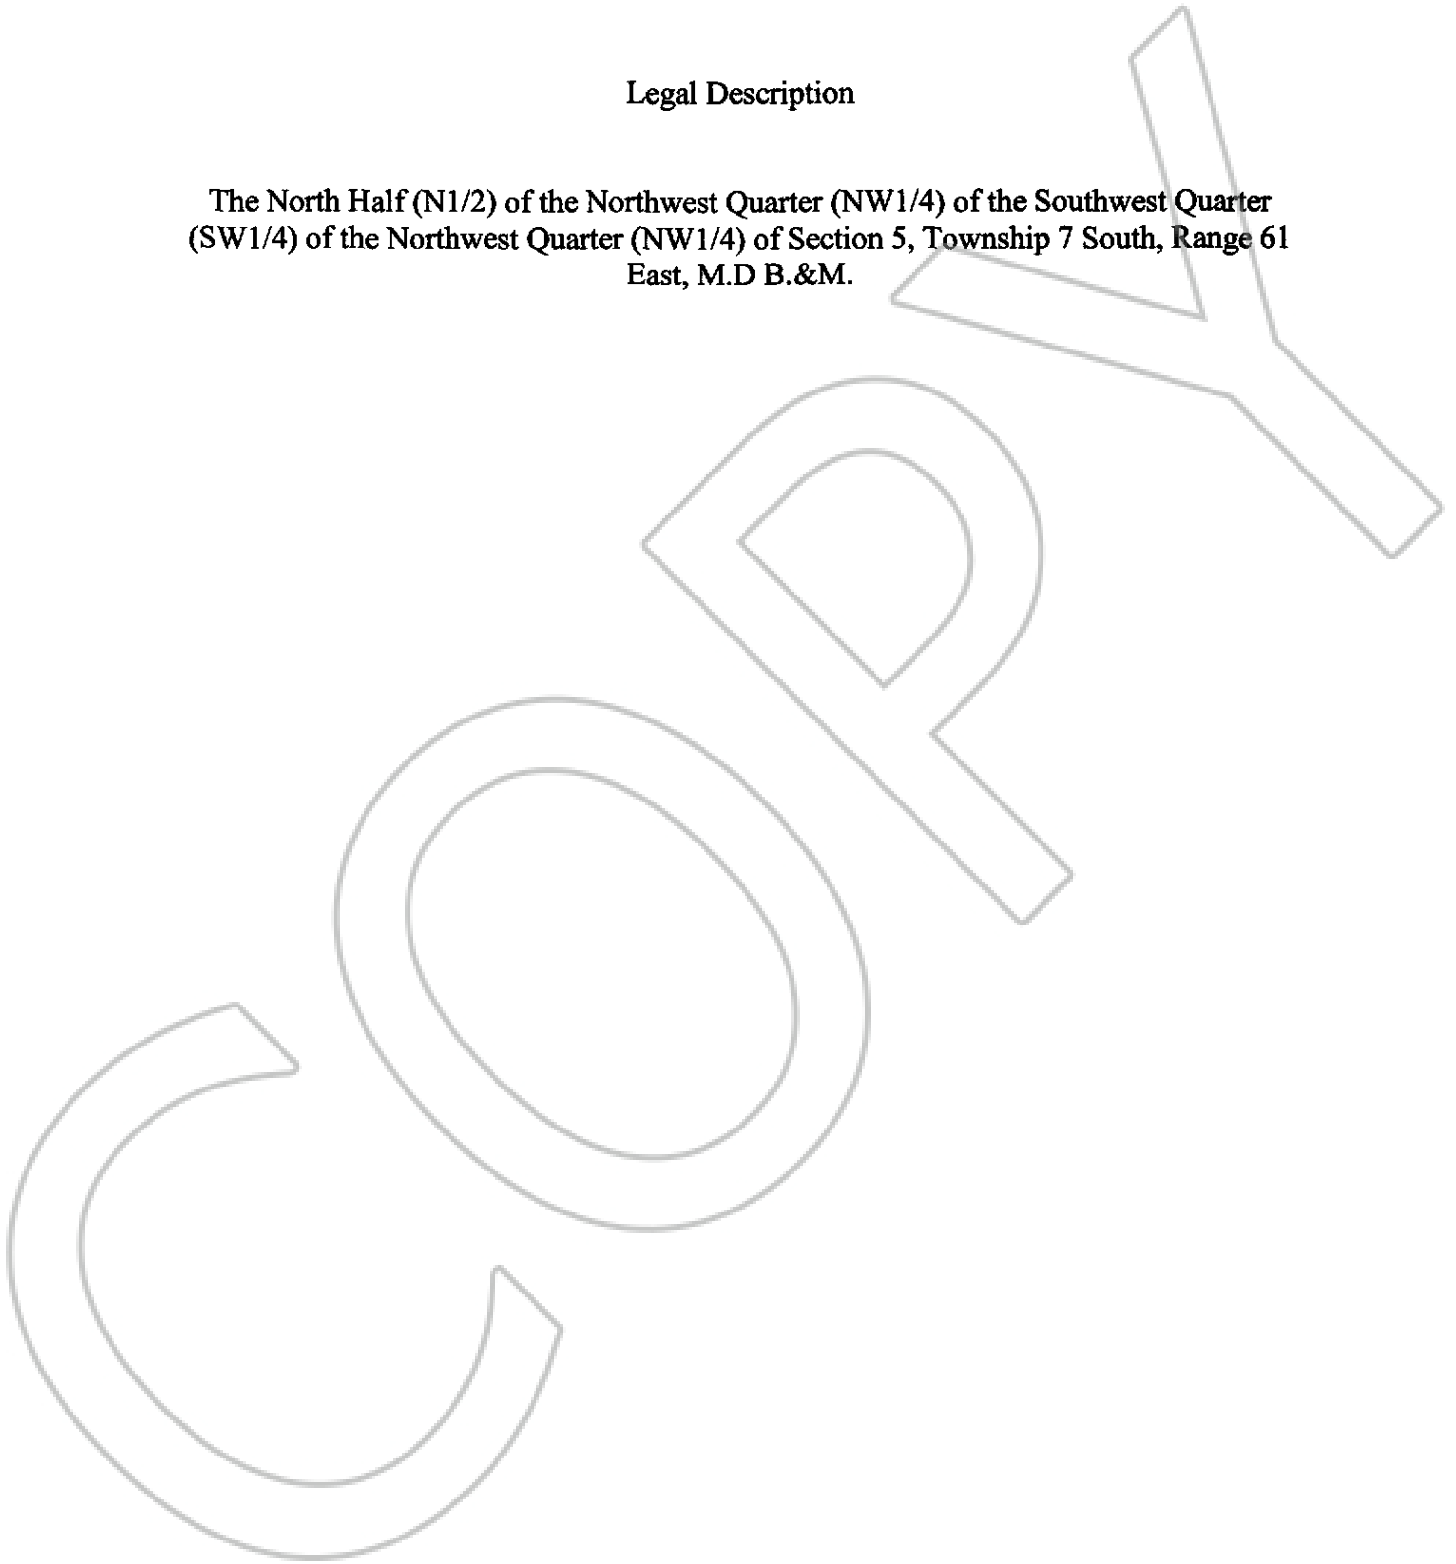 Legal Description
The North Half (N1/2) of the Northwest Quarter (NW1/4) of the Southwest Quarter
(SW1/4) of the Northwest Quarter (NW1/4) of Section 5, Township 7 South, Range 61
East, M.D B.&M.
COPY